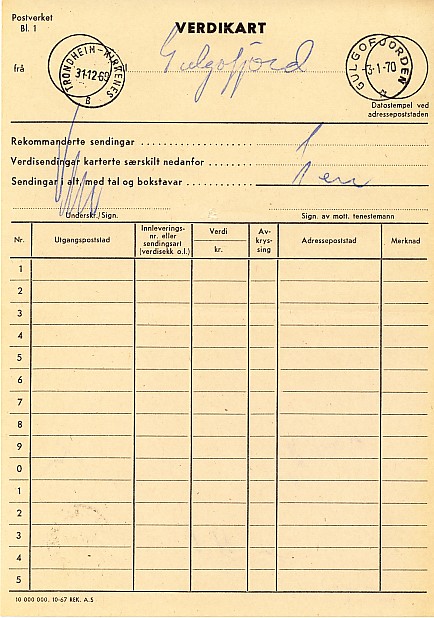 Postverket
Bl. 1
VERDIKART
frå
til
Gulgofjord
TRONDHEIM-KIRKENES
31.12.69
B
GULGOFJORDEN
-3-1-70
Datostempel ved
adressepoststaden
Rekommanderte sendingar 1
Verdisendingar karterte særskilt nedanfor
Sendingar i alt, med tal og bokstavar 1 en
Underskr./Sign.
Sign. av mott. tenestemann
Nr.
Utgangspoststad
Innleverings-
nr. eller
sendingsart
(verdisekk o.l.)
Verdi
kr.
Av-
krys-
sing
Adressepoststad
Merknad
1
2
3
4
5
6
7
8
9
0
1
2
3
4
5
10 000 000. 10-67 REK. A.S